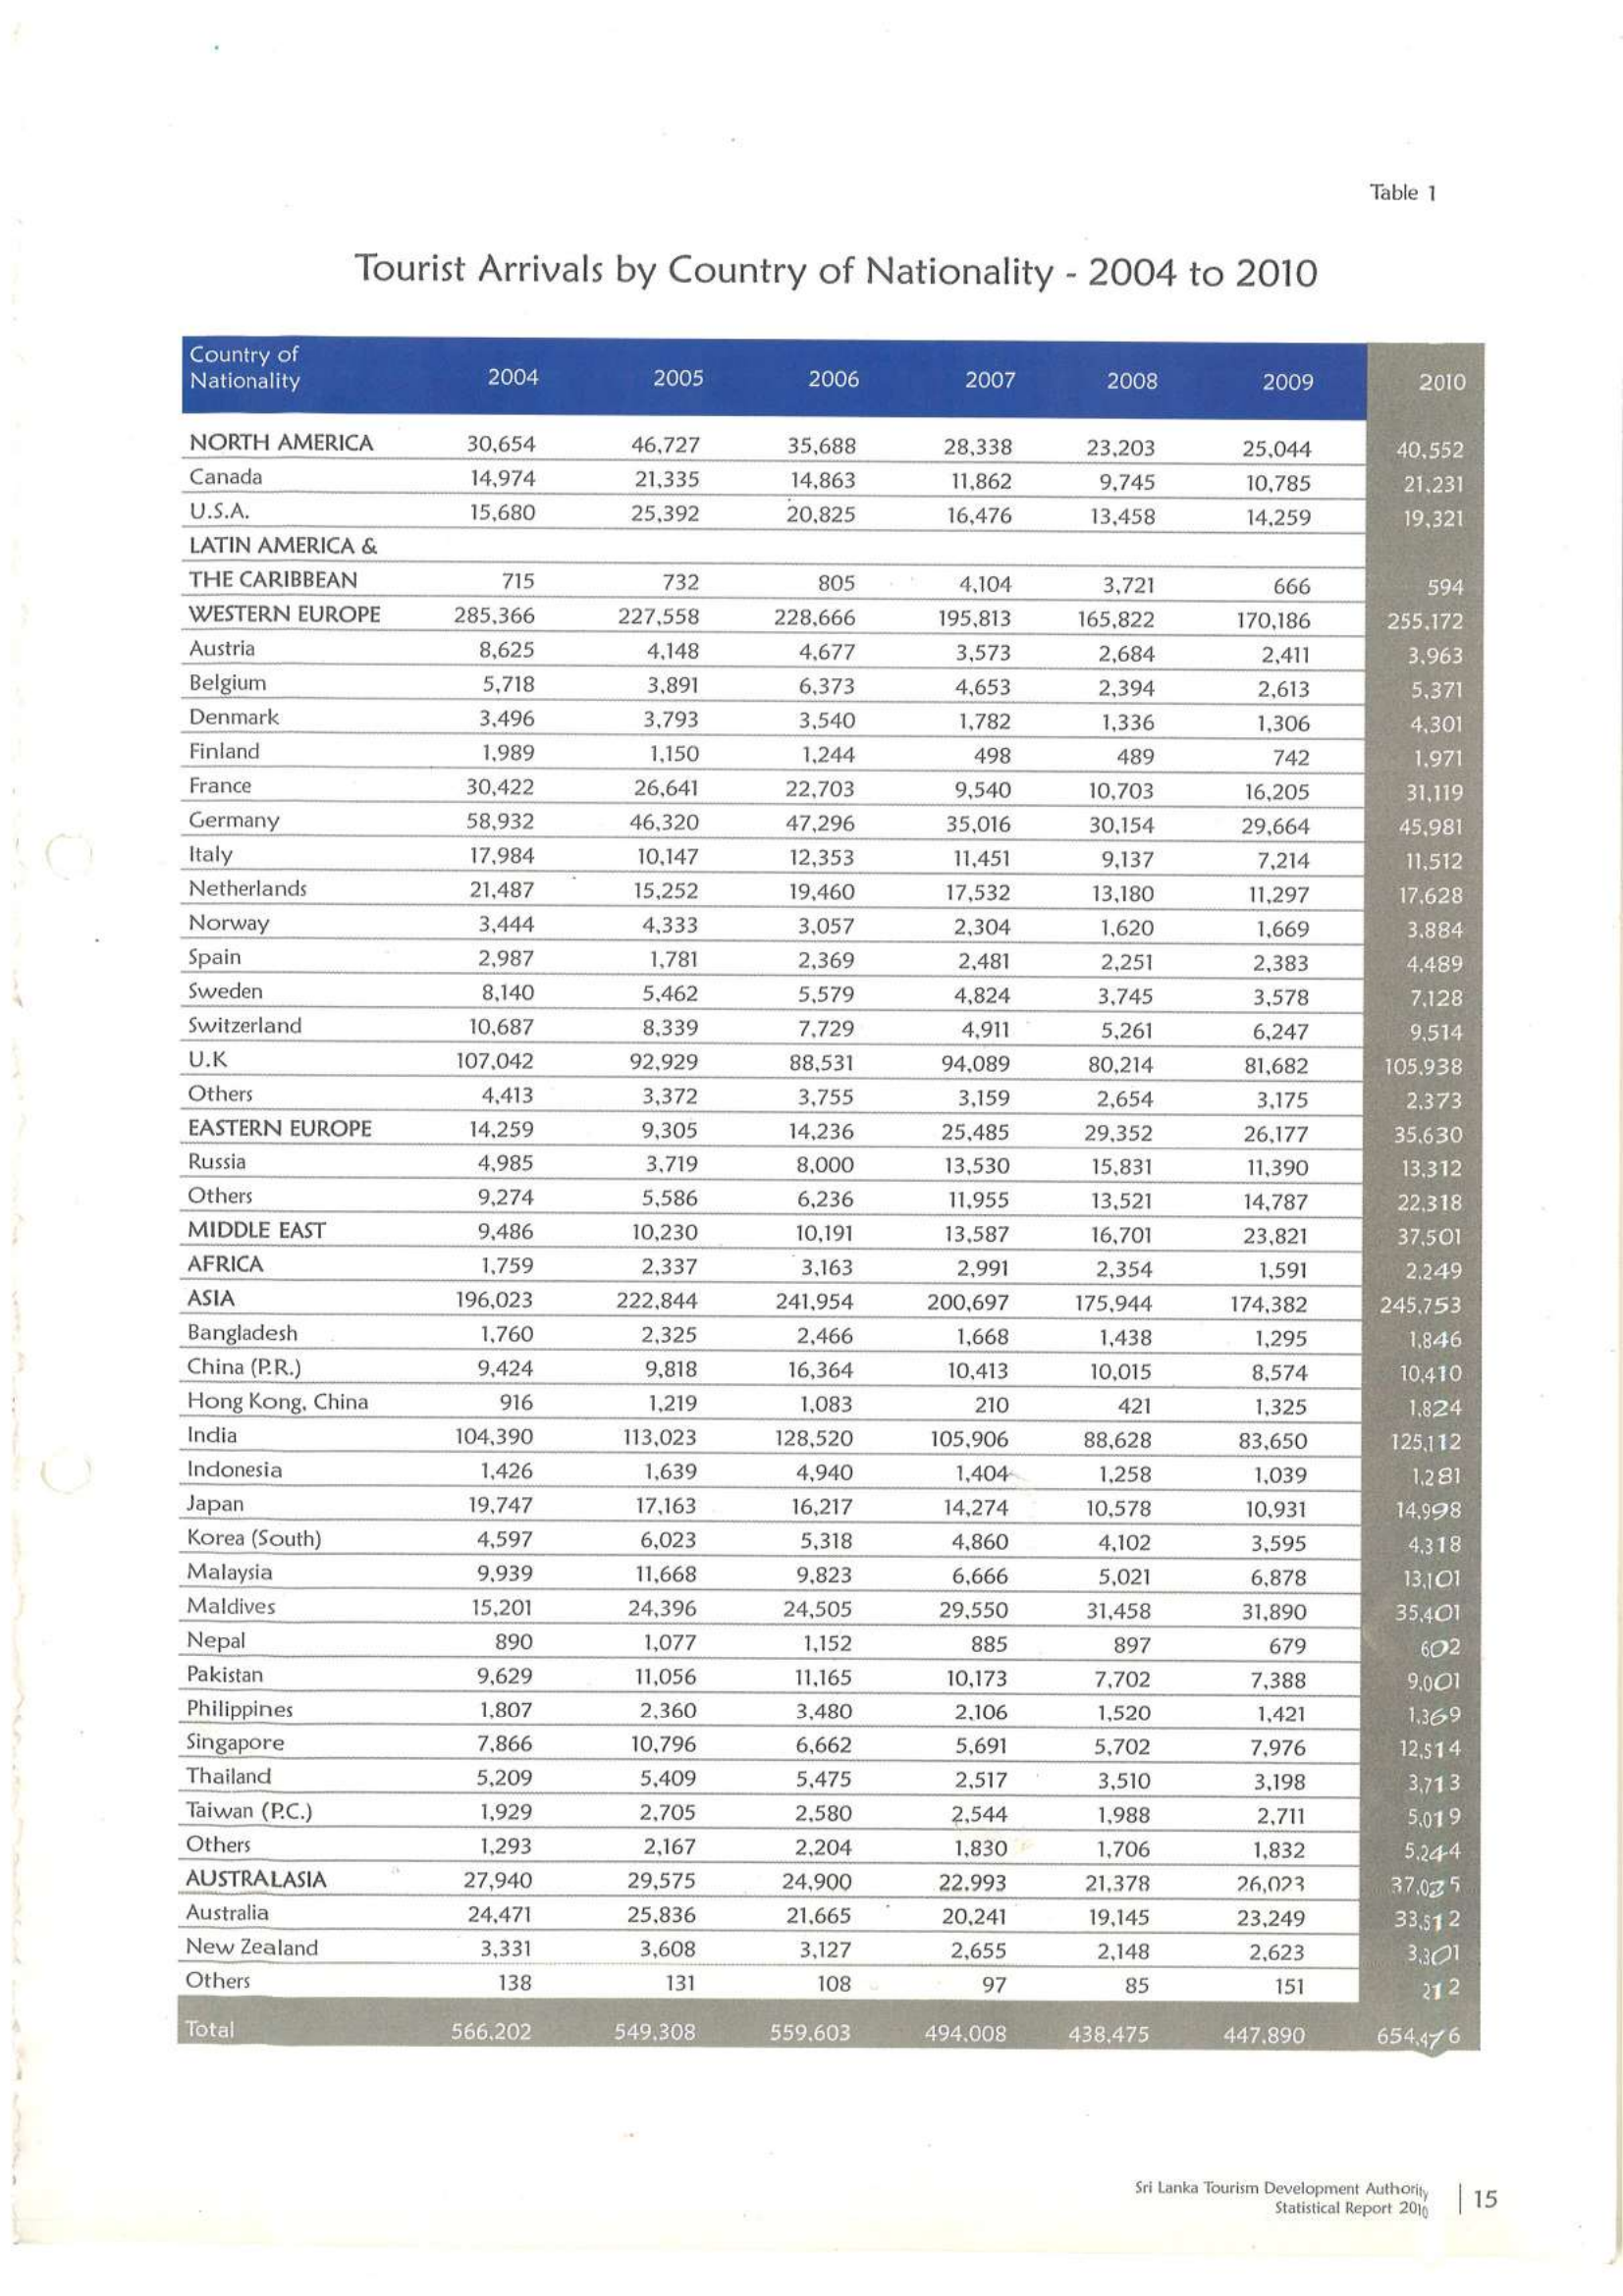 Table 1
Tourist Arrivals by Country of Nationality - 2004 to 2010
Country of
Nationality 2004 2005 2006 2007 2008 2009 2010
NORTH AMERICA 30,654 46,727 35,688 28,338 23,203 25,044 40,552
Canada 14,974 21,335 14,863 11,862 9,745 10,785 21,231
U.S.A. 15,680 25,392 20,825 16,476 13,458 14,259 19,321
LATIN AMERICA &
THE CARIBBEAN 715 732 805 4,104 3,721 666 594
WESTERN EUROPE 285,366 227,558 228,666 195,813 165,822 170,186 255,172
Austria 8,625 4,148 4,677 3,573 2,684 2,411 3,963
Belgium 5,718 3,891 6,373 4,653 2,394 2,613 5,371
Denmark 3,496 3,793 3,540 1,782 1,336 1,306 4,301
Finland 1,989 1,150 1,244 498 489 742 1,971
France 30,422 26,641 22,703 9,540 10,703 16,205 31,119
Germany 58,932 46,320 47,296 35,016 30,154 29,664 45,981
Italy 17,984 10,147 12,353 11,451 9,137 7,214 11,512
Netherlands 21,487 15,252 19,460 17,532 13,180 11,297 17,628
Norway 3,444 4,333 3,057 2,304 1,620 1,669 3,884
Spain 2,987 1,781 2,369 2,481 2,251 2,383 4,489
Sweden 8,140 5,462 5,579 4,824 3,745 3,578 7,128
Switzerland 10,687 8,339 7,729 4,911 5,261 6,247 9,514
U.K 107,042 92,929 88,531 94,089 80,214 81,682 105,938
Others 4,413 3,372 3,755 3,159 2,654 3,175 2,373
EASTERN EUROPE 14,259 9,305 14,236 25,485 29,352 26,177 35,630
Russia 4,985 3,719 8,000 13,530 15,831 11,390 13,312
Others 9,274 5,586 6,236 11,955 13,521 14,787 22,318
MIDDLE EAST 9,486 10,230 10,191 13,587 16,701 23,821 37,501
AFRICA 1,759 2,337 3,163 2,991 2,354 1,591 2,249
ASIA 196,023 222,844 241,954 200,697 175,944 174,382 245,753
Bangladesh 1,760 2,325 2,466 1,668 1,438 1,295 1,846
China (P.R.) 9,424 9,818 16,364 10,413 10,015 8,574 10,410
Hong Kong, China 916 1,219 1,083 210 421 1,325 1,824
India 104,390 113,023 128,520 105,906 88,628 83,650 125,112
Indonesia 1,426 1,639 4,940 1,404 1,258 1,039 1,281
Japan 19,747 17,163 16,217 14,274 10,578 10,931 14,998
Korea (South) 4,597 6,023 5,318 4,860 4,102 3,595 4,318
Malaysia 9,939 11,668 9,823 6,666 5,021 6,878 13,101
Maldives 15,201 24,396 24,505 29,550 31,458 31,890 35,401
Nepal 890 1,077 1,152 885 897 679 602
Pakistan 9,629 11,056 11,165 10,173 7,702 7,388 9,001
Philippines 1,807 2,360 3,480 2,106 1,520 1,421 1,369
Singapore 7,866 10,796 6,662 5,691 5,702 7,976 12,514
Thailand 5,209 5,409 5,475 2,517 3,510 3,198 3,713
Taiwan (P.C.) 1,929 2,705 2,580 2,544 1,988 2,711 5,019
Others 1,293 2,167 2,204 1,830 1,706 1,832 5,244
AUSTRALASIA 27,940 29,575 24,900 22,993 21,378 26,023 37,025
Australia 24,471 25,836 21,665 20,241 19,145 23,249 33,512
New Zealand 3,331 3,608 3,127 2,655 2,148 2,623 3,301
Others 138 131 108 97 85 151 212
Total 566,202 549,308 559,603 494,008 438,475 447,890 654,476
Sri Lanka Tourism Development Authority
Statistical Report 2010
15